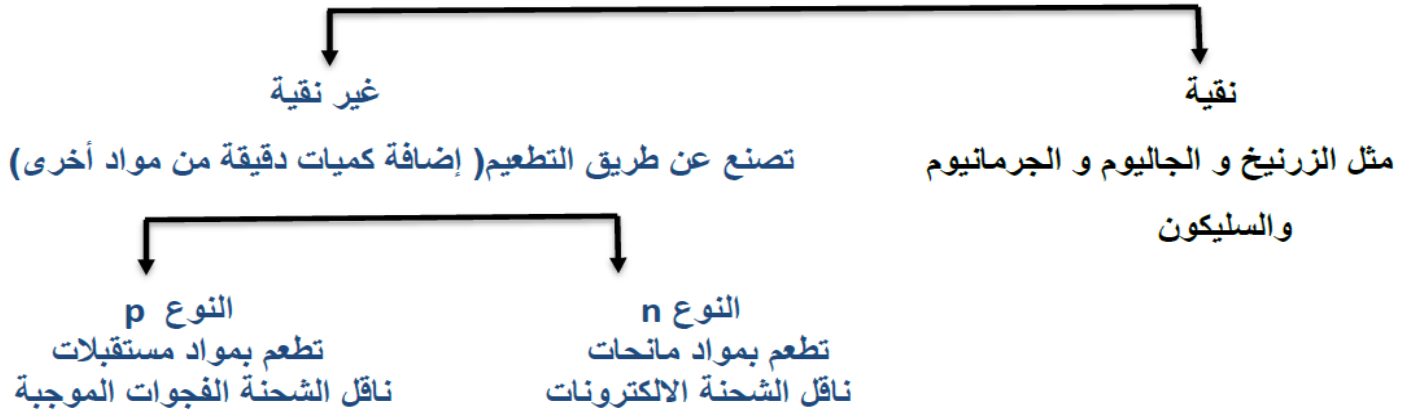 نقية
مثل الزرنيخ و الجاليوم و الجرمانيوم
والسليكون
غير نقية
تصنع عن طريق التطعيم( إضافة كميات دقيقة من مواد أخرى)
النوع n
تطعم بمواد مانحات
ناقل الشحنة الالكترونات
النوع p
تطعم بمواد مستقبلات
ناقل الشحنة الفجوات الموجبة